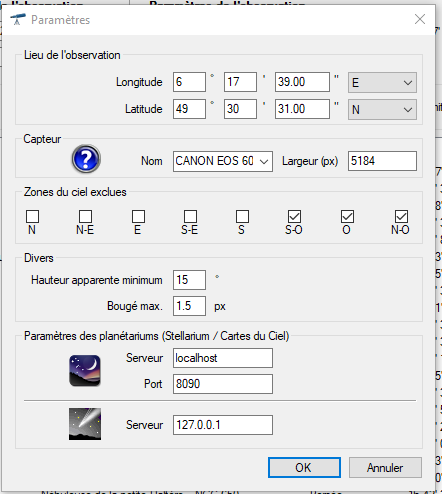 Paramètres
Lieu de l'observation
Longitude 6 ° 17 ' 39.00 " E
Latitude 49 ° 30 ' 31.00 " N
Capteur
Nom CANON EOS 60 Largeur (px) 5184
Zones du ciel exclues
N N-E E S-E S S-O O N-O
Divers
Hauteur apparente minimum 15 °
Bougé max. 1.5 px
Paramètres des planétariums (Stellarium / Cartes du Ciel)
Serveur localhost
Port 8090
Serveur 127.0.0.1
OK Annuler